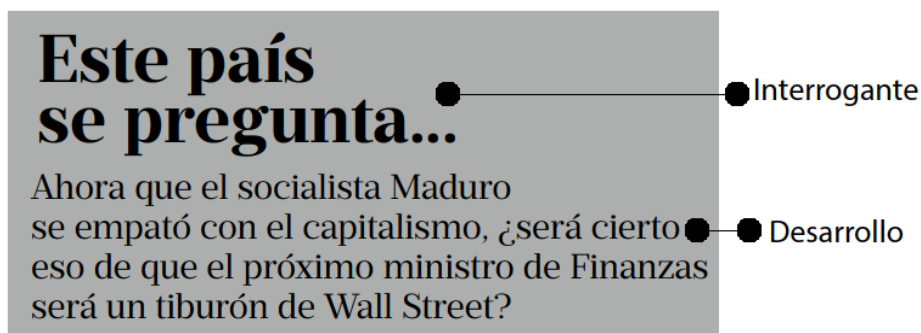 Este país
se pregunta...
Interrogante
Ahora que el socialista Maduro
se empató con el capitalismo, ¿será cierto
eso de que el próximo ministro de Finanzas
será un tiburón de Wall Street?
Desarrollo